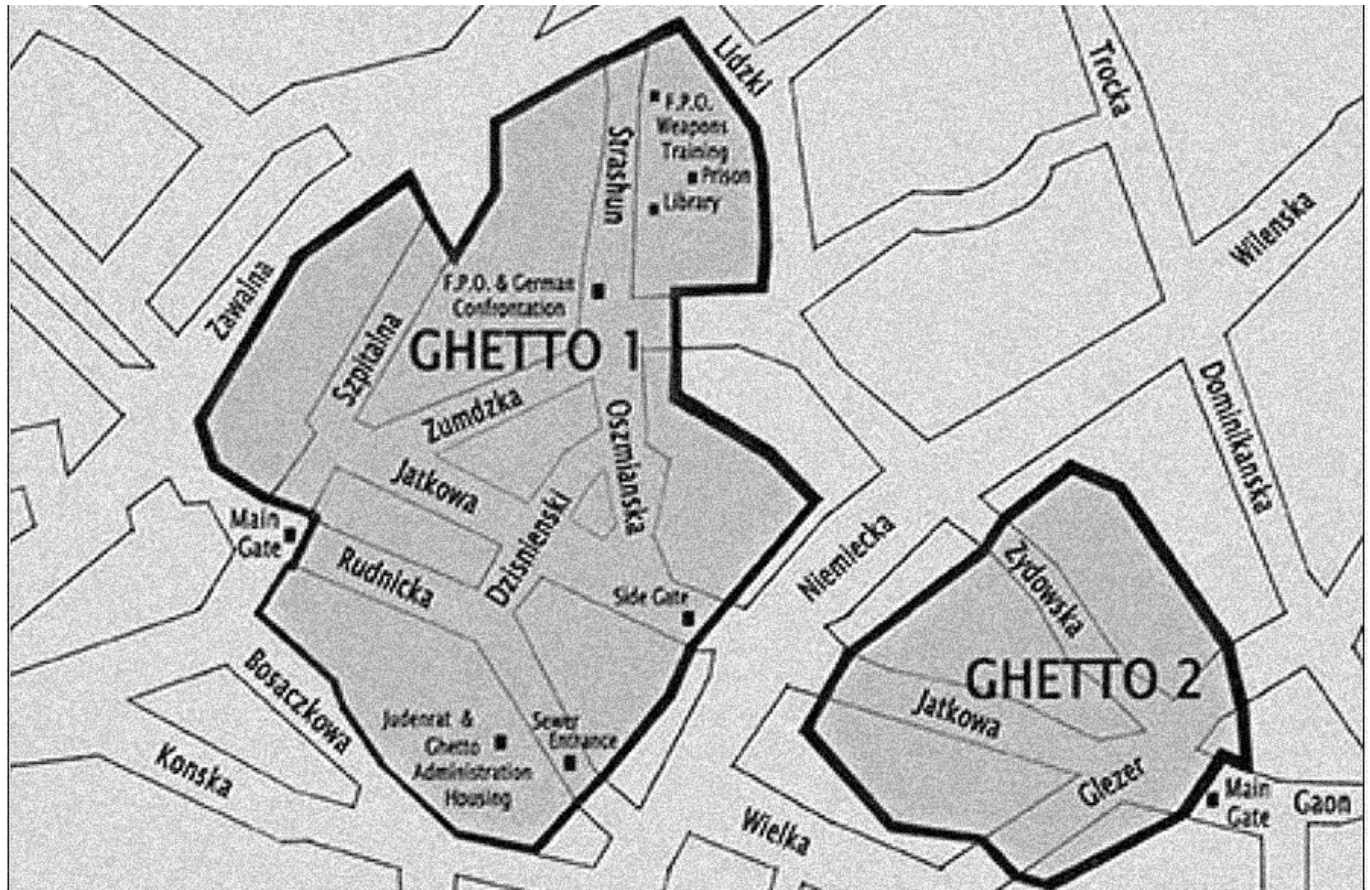 Lidzki
Trocka
F.P.O.
Weapons
Training
Prison
Library
Strashun
Wilenska
Zawalna
F.P.O. & German
Confrontation
GHETTO 1
Szpitalna
Zumdzka
Oszmianska
Dominikanska
Jatkowa
Main
Gate
Dzisnienski
Niemiecka
Rudnicka
Side Gate
Zydowska
GHETTO 2
Bosaczkowa
Jatkowa
Judenrat &
Ghetto
Administration
Housing
Sewer
Entrance
Konska
Glezer
Main
Gate
Gaon
Wielka